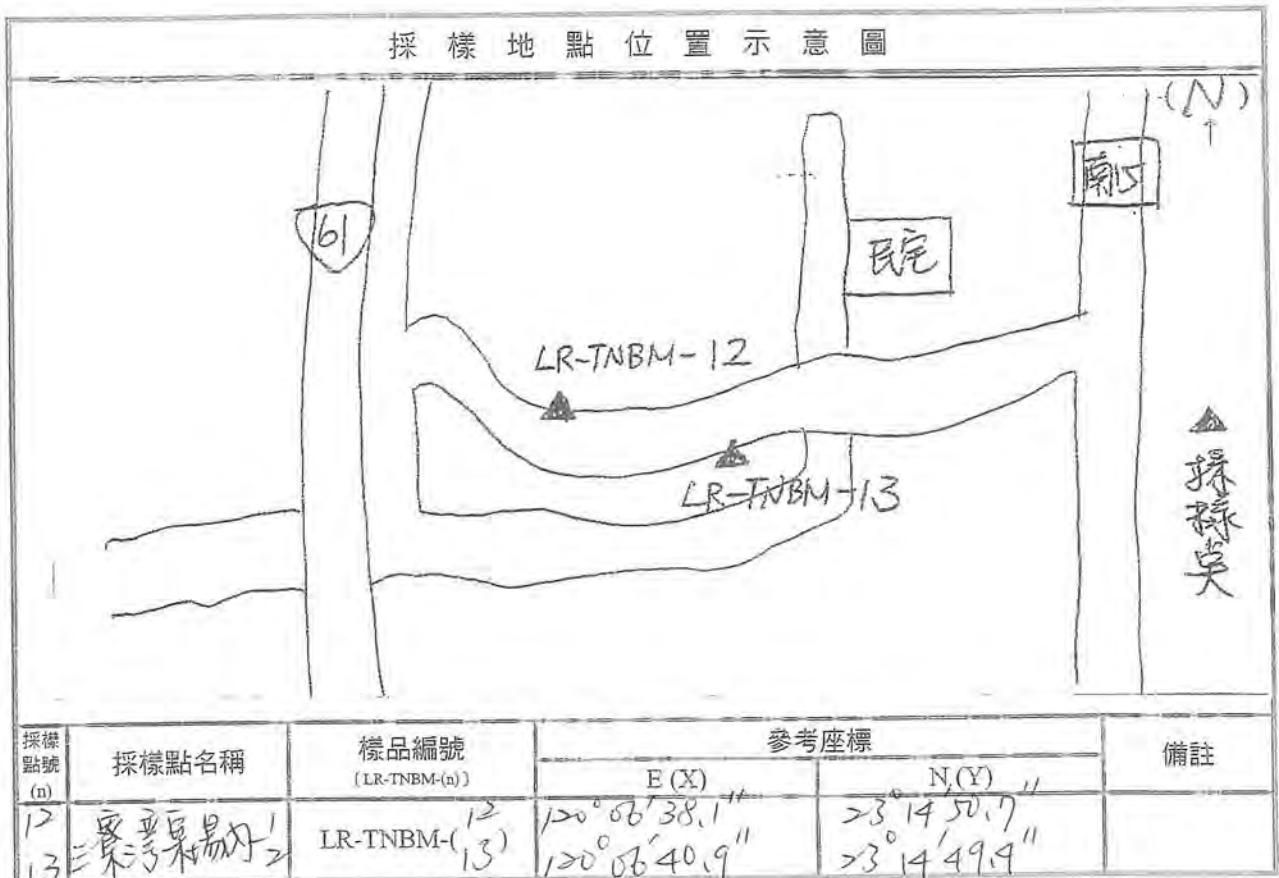 採樣地點位置示意圖
(N)
↑
南15
61
民宅
LR-TNBM-12
LR-TNBM-13
採樣點
採樣點號(n)
採樣點名稱
樣品編號
〔LR-TNBM-(n)〕
參考座標
E (X)
N (Y)
備註
12
LR-TNBM-(12
120°06'38.1"
23°14'50.7"
13
13)
120°06'40.9"
23°14'49.4"